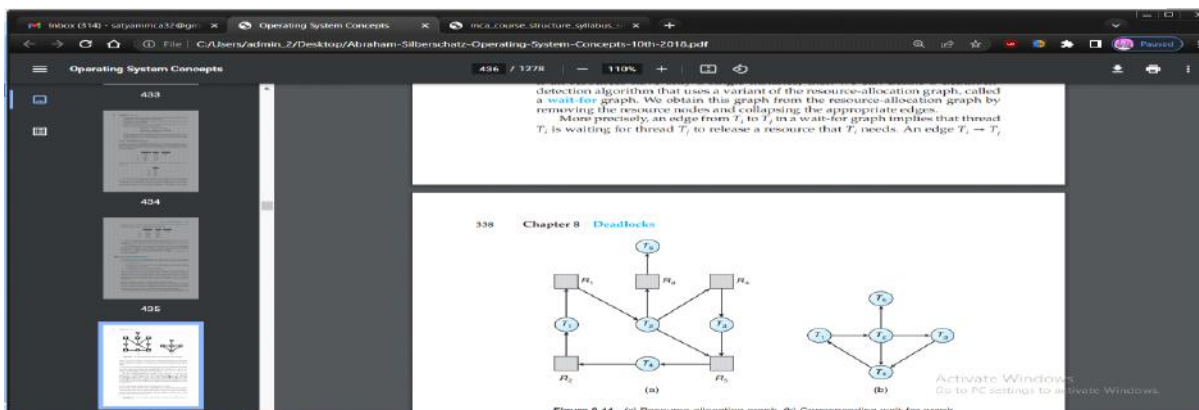 Inbox (314) - satyammca32@gm
Operating System Concepts
mca_course_structure_syllabus_s
File
C:/Users/admin_2/Desktop/Abraham-Silberschatz-Operating-System-Concepts-10th-2018.pdf
Paused
Operating System Concepts
436 / 1278
110%
433
434
435
detection algorithm that uses a variant of the resource-allocation graph, called
a wait-for graph. We obtain this graph from the resource-allocation graph by
removing the resource nodes and collapsing the appropriate edges.
More precisely, an edge from Ti to Tj in a wait-for graph implies that thread
Ti is waiting for thread Tj to release a resource that Ti needs. An edge Ti → Tj
338 Chapter 8 Deadlocks
T5
R1 R3 R4
T1 T2 T3
T4
R2 R5
(a)
T5
T1 T2 T3
T4
(b)
Activate Windows
Go to PC settings to activate Windows.